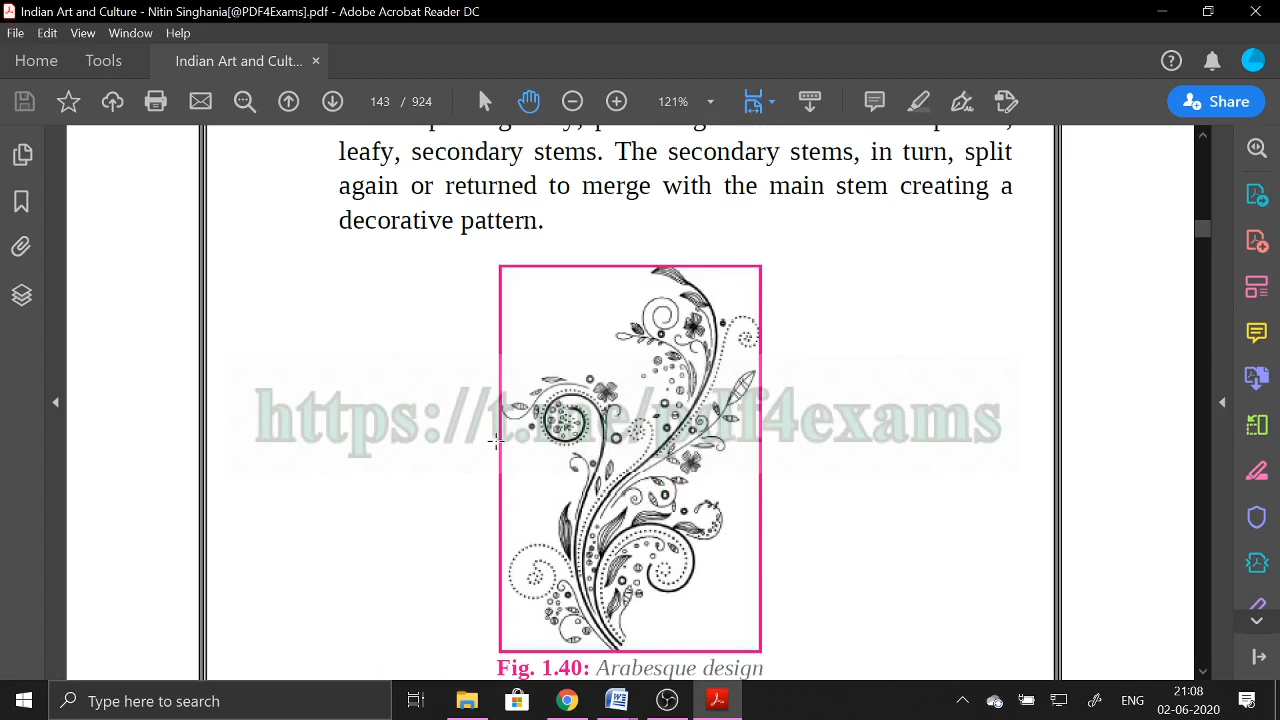 Indian Art and Culture - Nitin Singhania[@PDF4Exams].pdf - Adobe Acrobat Reader DC
File Edit View Window Help
Home Tools Indian Art and Cult... ×
143 / 924 121% Share
leafy, secondary stems. The secondary stems, in turn, split
again or returned to merge with the main stem creating a
decorative pattern.
https://t.me/pdf4exams
Fig. 1.40: Arabesque design
Type here to search
ENG
21:08
02-06-2020